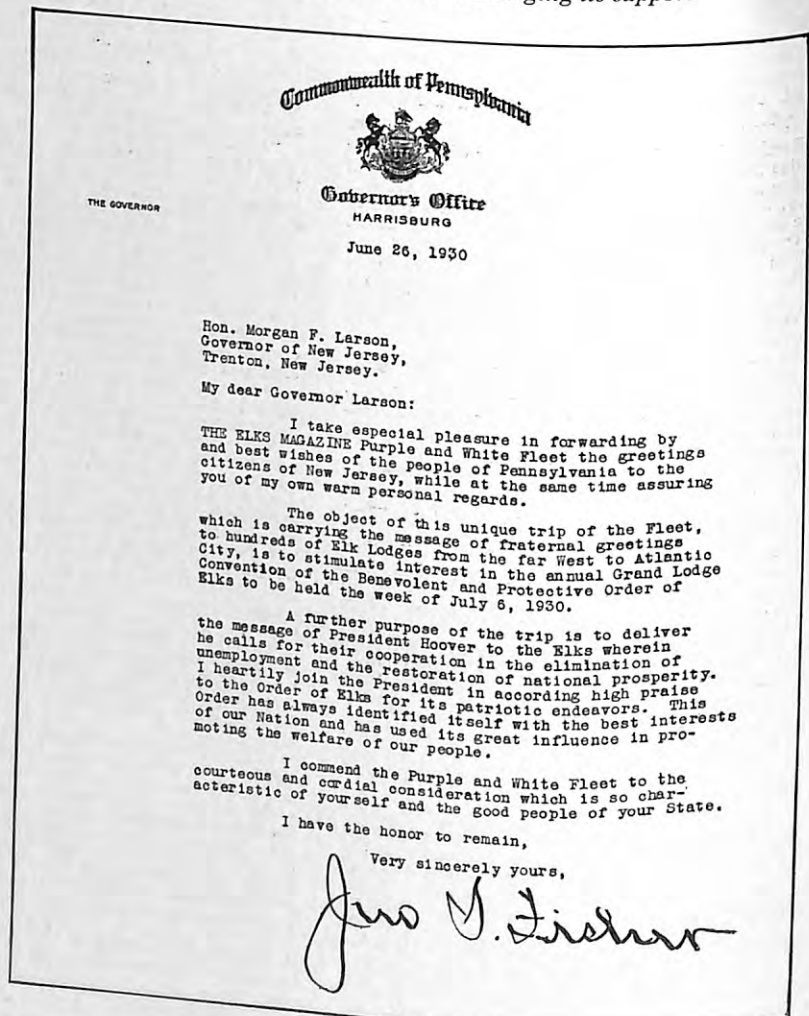 Commonwealth of Pennsylvania
Governor's Office
HARRISBURG
THE GOVERNOR
June 26, 1930
Hon. Morgan F. Larson,
Governor of New Jersey,
Trenton, New Jersey.
My dear Governor Larson:
I take especial pleasure in forwarding by
THE ELKS MAGAZINE Purple and White Fleet the greetings
and best wishes of the people of Pennsylvania to the
citizens of New Jersey, while at the same time assuring
you of my own warm personal regards.
The object of this unique trip of the Fleet,
which is carrying the message of fraternal greetings
to hundreds of Elk Lodges from the far West to Atlantic
City, is to stimulate interest in the annual Grand Lodge
Convention of the Benevolent and Protective Order of
Elks to be held the week of July 6, 1930.
A further purpose of the trip is to deliver
the message of President Hoover to the Elks wherein
he calls for their cooperation in the elimination of
unemployment and the restoration of national prosperity.
I heartily join the President in according high praise
to the Order of Elks for its patriotic endeavors. This
Order has always identified itself with the best interests
of our Nation and has used its great influence in pro-
moting the welfare of our people.
I commend the Purple and White Fleet to the
courteous and cordial consideration which is so char-
acteristic of yourself and the good people of your State.
I have the honor to remain,
Very sincerely yours,
Jno S. Fisher